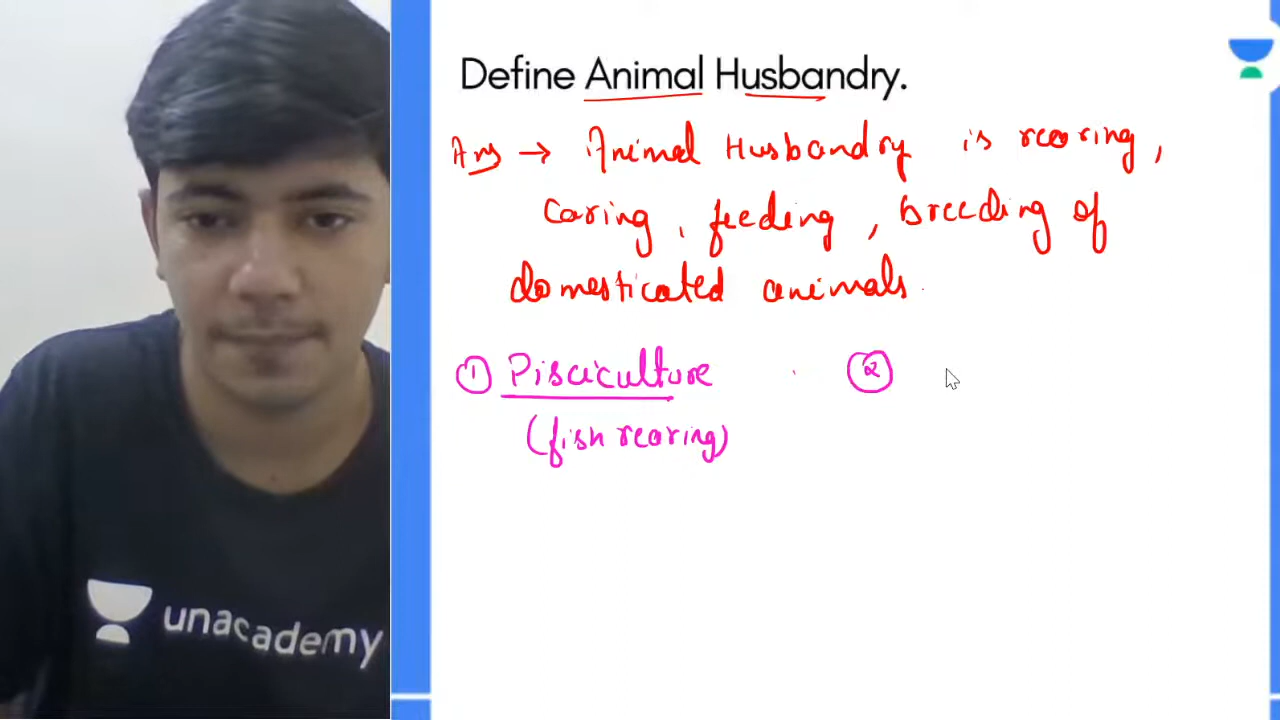 Define Animal Husbandry.
Ans → Animal Husbandry is rearing,
caring, feeding, breeding of
domesticated animals.
① Pisciculture ②
(fish rearing)
unacademy